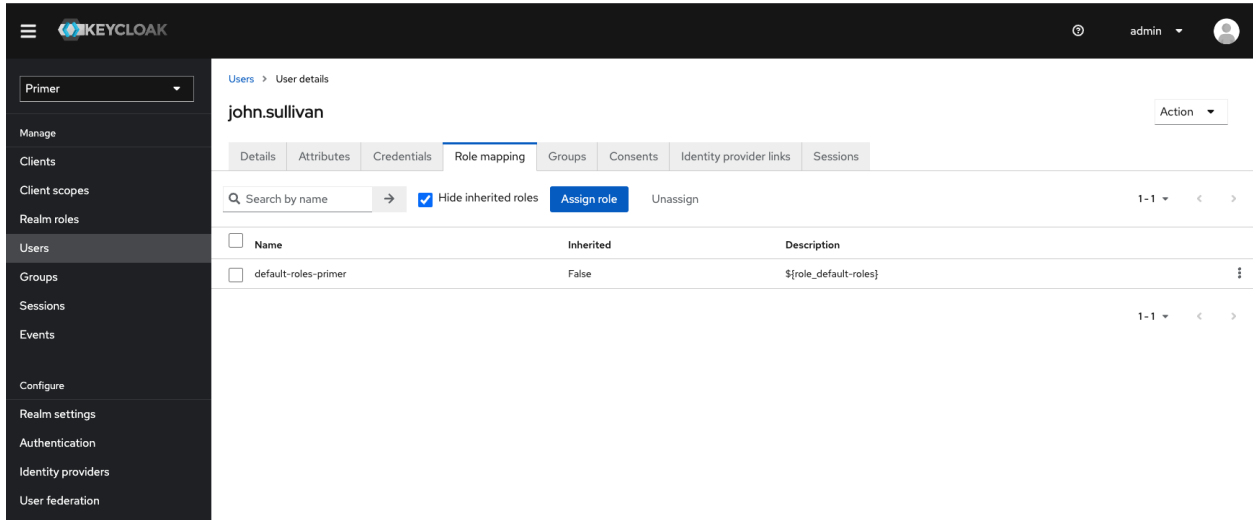 KEYCLOAK
admin
Primer
Manage
Clients
Client scopes
Realm roles
Users
Groups
Sessions
Events
Configure
Realm settings
Authentication
Identity providers
User federation
Users > User details
john.sullivan
Action
Details Attributes Credentials Role mapping Groups Consents Identity provider links Sessions
Search by name Hide inherited roles Assign role Unassign 1-1
Name Inherited Description
default-roles-primer False ${role_default-roles}
1-1